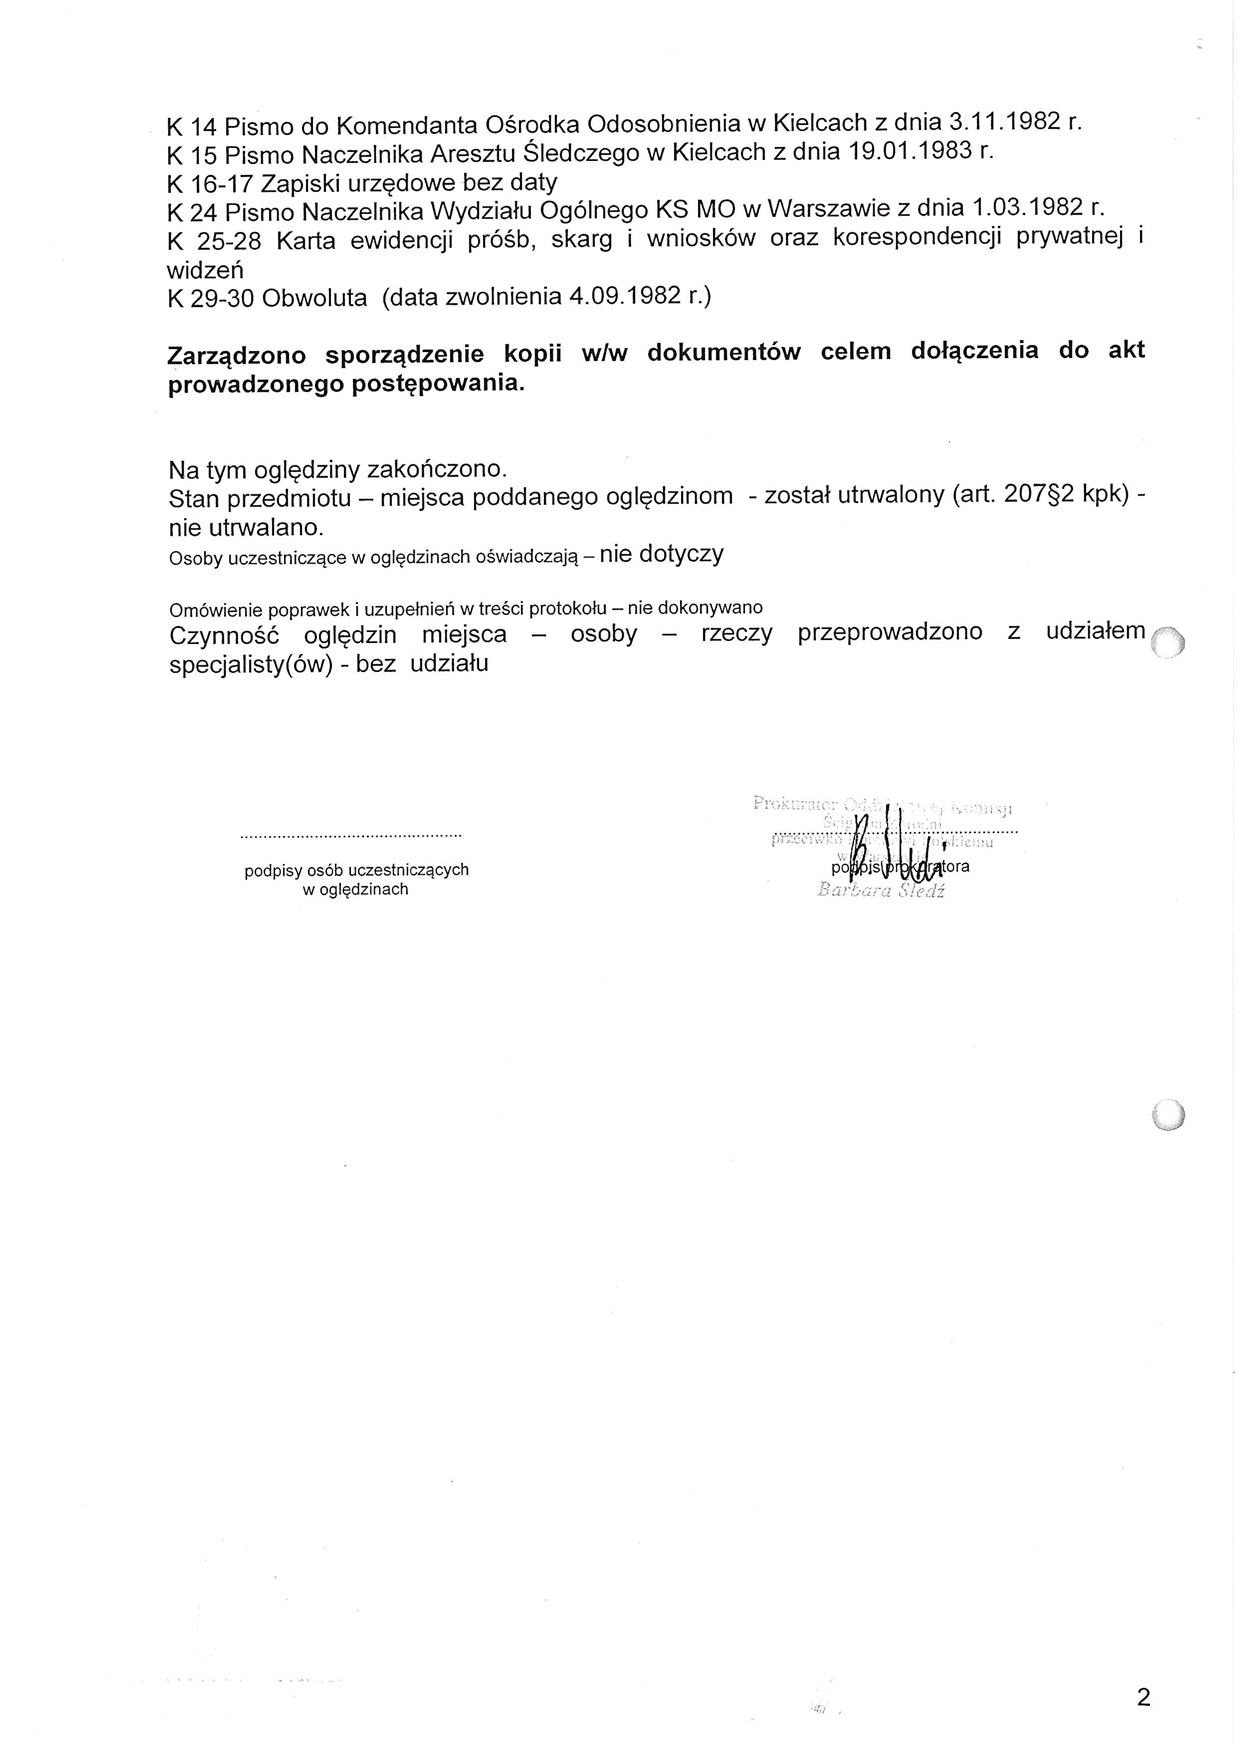 K 14 Pismo do Komendanta Ośrodka Odosobnienia w Kielcach z dnia 3.11.1982 r.
K 15 Pismo Naczelnika Aresztu Śledczego w Kielcach z dnia 19.01.1983 r.
K 16-17 Zapiski urzędowe bez daty
K 24 Pismo Naczelnika Wydziału Ogólnego KS MO w Warszawie z dnia 1.03.1982 r.
K 25-28 Karta ewidencji próśb, skarg i wniosków oraz korespondencji prywatnej i
widzeń
K 29-30 Obwoluta (data zwolnienia 4.09.1982 r.)
Zarządzono sporządzenie kopii w/w dokumentów celem dołączenia do akt
prowadzonego postępowania.
Na tym oględziny zakończono.
Stan przedmiotu – miejsca poddanego oględzinom - został utrwalony (art. 207§2 kpk) -
nie utrwalano.
Osoby uczestniczące w oględzinach oświadczają – nie dotyczy
Omówienie poprawek i uzupełnień w treści protokołu – nie dokonywano
Czynność oględzin miejsca – osoby – rzeczy przeprowadzono z udziałem
specjalisty(ów) - bez udziału
Prokurator Komisji
przeciwko
podpisy osób uczestniczących
w oględzinach
podpis prokuratora
Barbara Śledź
2